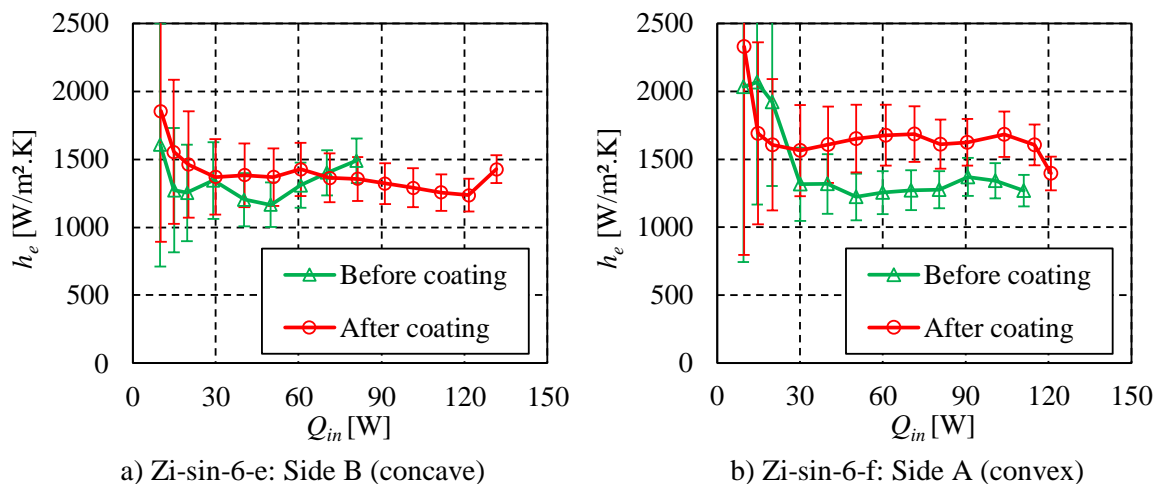 2500
2000
1500
1000
500
0
h_e [W/m².K]
0 30 60 90 120 150
Q_in [W]
Before coating
After coating
a) Zi-sin-6-e: Side B (concave)
2500
2000
1500
1000
500
0
h_e [W/m².K]
0 30 60 90 120 150
Q_in [W]
Before coating
After coating
b) Zi-sin-6-f: Side A (convex)